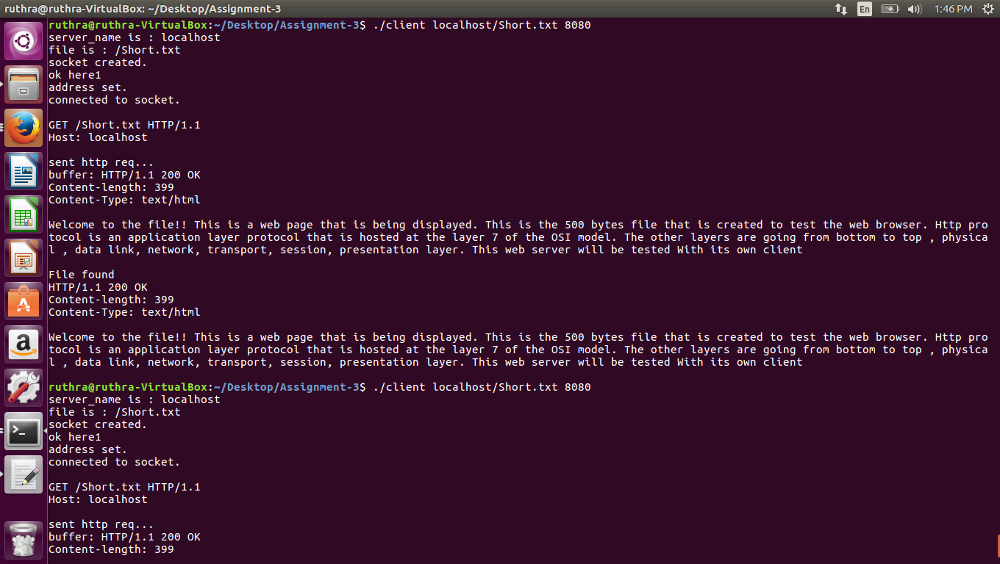 ruthra@ruthra-VirtualBox: ~/Desktop/Assignment-3
En
1:46 PM
ruthra@ruthra-VirtualBox:~/Desktop/Assignment-3$ ./client localhost/Short.txt 8080
server_name is : localhost
file is : /Short.txt
socket created.
ok here1
address set.
connected to socket.
GET /Short.txt HTTP/1.1
Host: localhost
sent http req...
buffer: HTTP/1.1 200 OK
Content-length: 399
Content-Type: text/html
Welcome to the file!! This is a web page that is being displayed. This is the 500 bytes file that is created to test the web browser. Http pro
tocol is an application layer protocol that is hosted at the layer 7 of the OSI model. The other layers are going from bottom to top , physica
l , data link, network, transport, session, presentation layer. This web server will be tested With its own client
File found
HTTP/1.1 200 OK
Content-length: 399
Content-Type: text/html
Welcome to the file!! This is a web page that is being displayed. This is the 500 bytes file that is created to test the web browser. Http pro
tocol is an application layer protocol that is hosted at the layer 7 of the OSI model. The other layers are going from bottom to top , physica
l , data link, network, transport, session, presentation layer. This web server will be tested With its own client
ruthra@ruthra-VirtualBox:~/Desktop/Assignment-3$ ./client localhost/Short.txt 8080
server_name is : localhost
file is : /Short.txt
socket created.
ok here1
address set.
connected to socket.
GET /Short.txt HTTP/1.1
Host: localhost
sent http req...
buffer: HTTP/1.1 200 OK
Content-length: 399